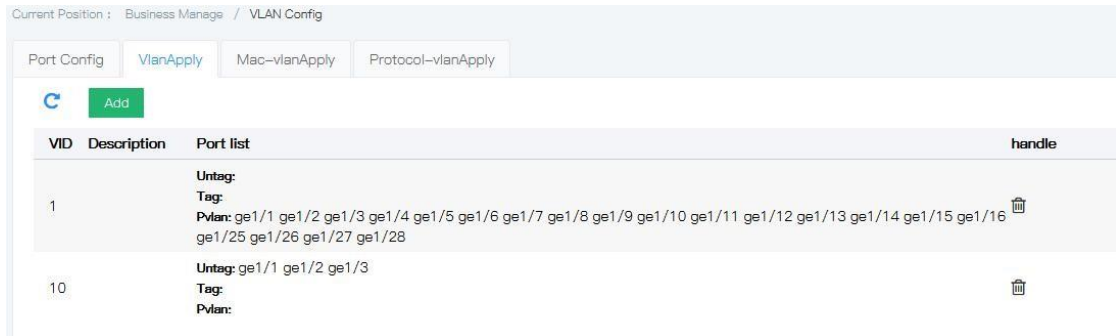 Current Position : Business Manage / VLAN Config
Port Config VlanApply Mac-vlanApply Protocol-vlanApply
Add
VID Description Port list handle
Untag:
Tag:
1
Pvlan: ge1/1 ge1/2 ge1/3 ge1/4 ge1/5 ge1/6 ge1/7 ge1/8 ge1/9 ge1/10 ge1/11 ge1/12 ge1/13 ge1/14 ge1/15 ge1/16
ge1/25 ge1/26 ge1/27 ge1/28
Untag: ge1/1 ge1/2 ge1/3
10 Tag:
Pvlan: